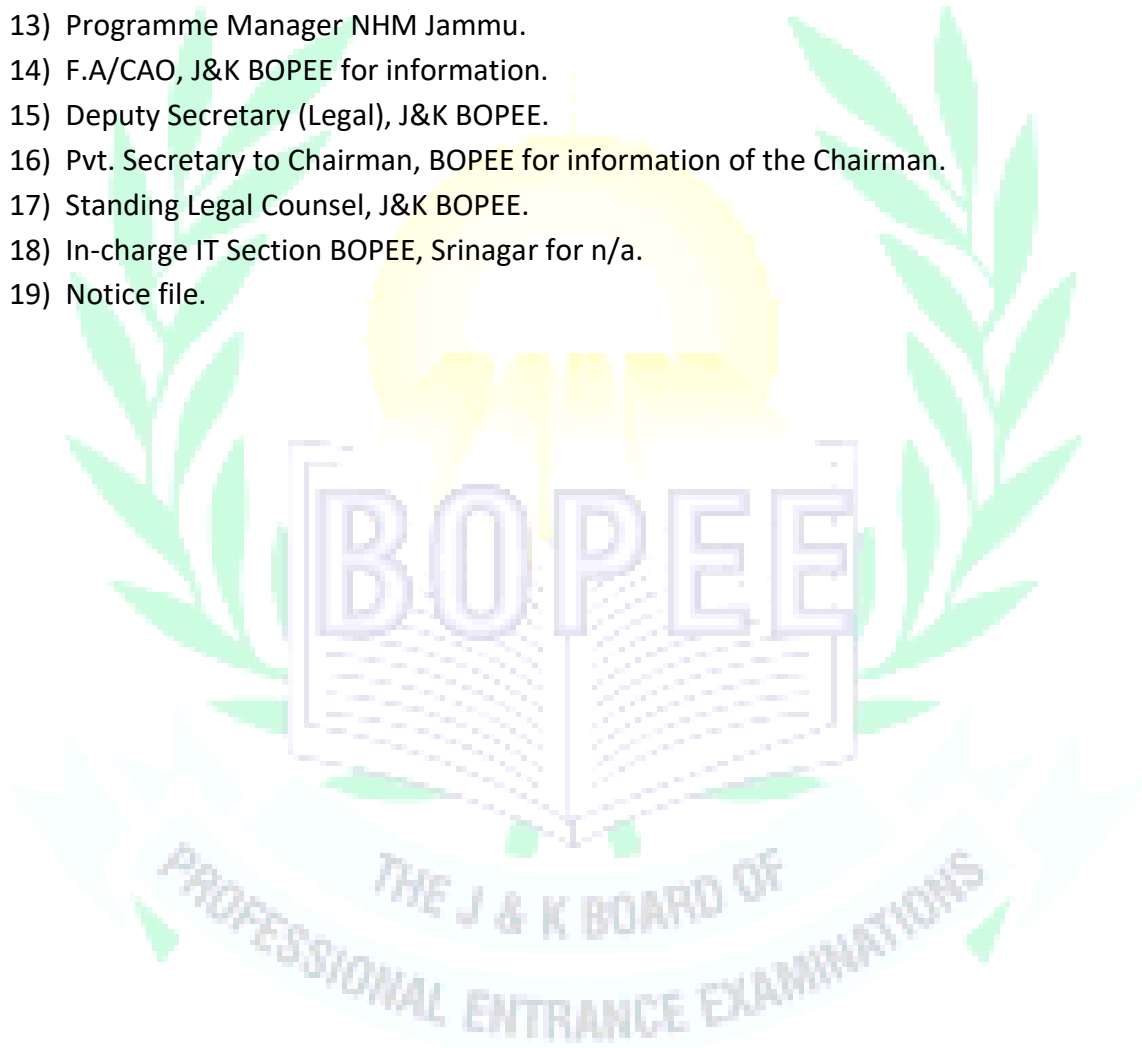 13) Programme Manager NHM Jammu.
14) F.A/CAO, J&K BOPEE for information.
15) Deputy Secretary (Legal), J&K BOPEE.
16) Pvt. Secretary to Chairman, BOPEE for information of the Chairman.
17) Standing Legal Counsel, J&K BOPEE.
18) In-charge IT Section BOPEE, Srinagar for n/a.
19) Notice file.
BOPEE
THE J & K BOARD OF
PROFESSIONAL ENTRANCE EXAMINATIONS